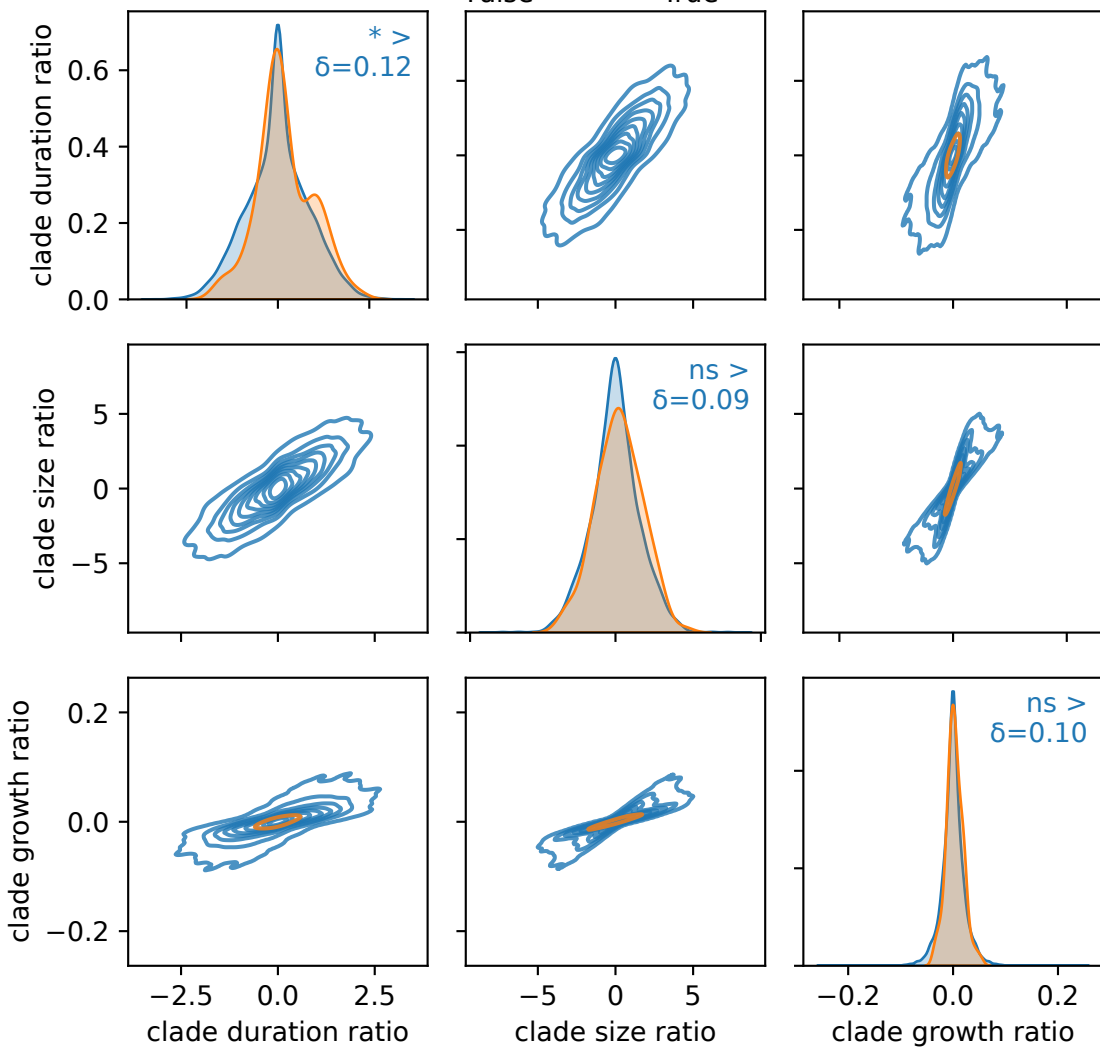 clade duration ratio
0.6
0.4
0.2
0.0
* >
δ=0.12
clade size ratio
5
0
−5
ns >
δ=0.09
clade growth ratio
0.2
0.0
−0.2
ns >
δ=0.10
−2.5 0.0 2.5
clade duration ratio
−5 0 5
clade size ratio
−0.2 0.0 0.2
clade growth ratio